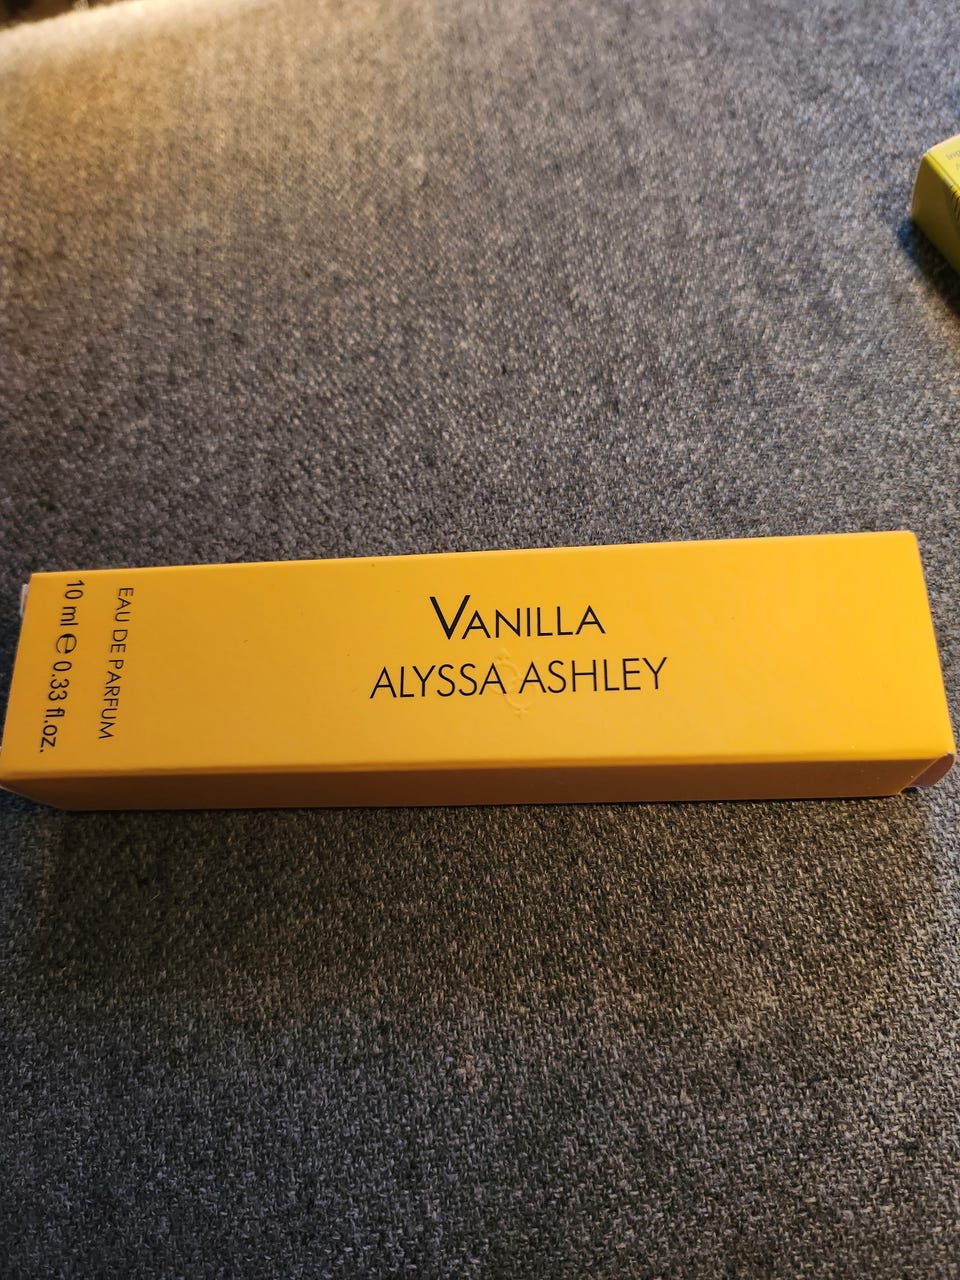 VANILLA
ALYSSA ASHLEY
EAU DE PARFUM
10 ml ℮ 0.33 fl.oz.